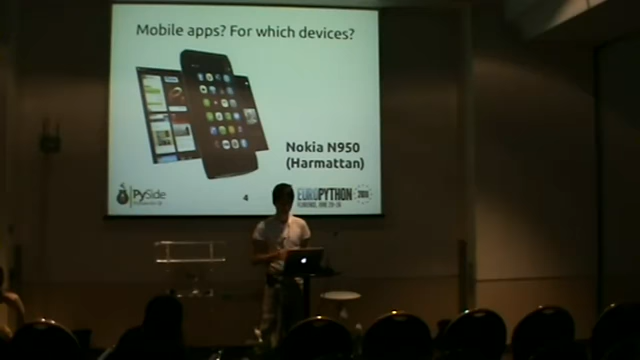 Mobile apps? For which devices?
Nokia N950
(Harmattan)
PySide
4
EUROPYTHON